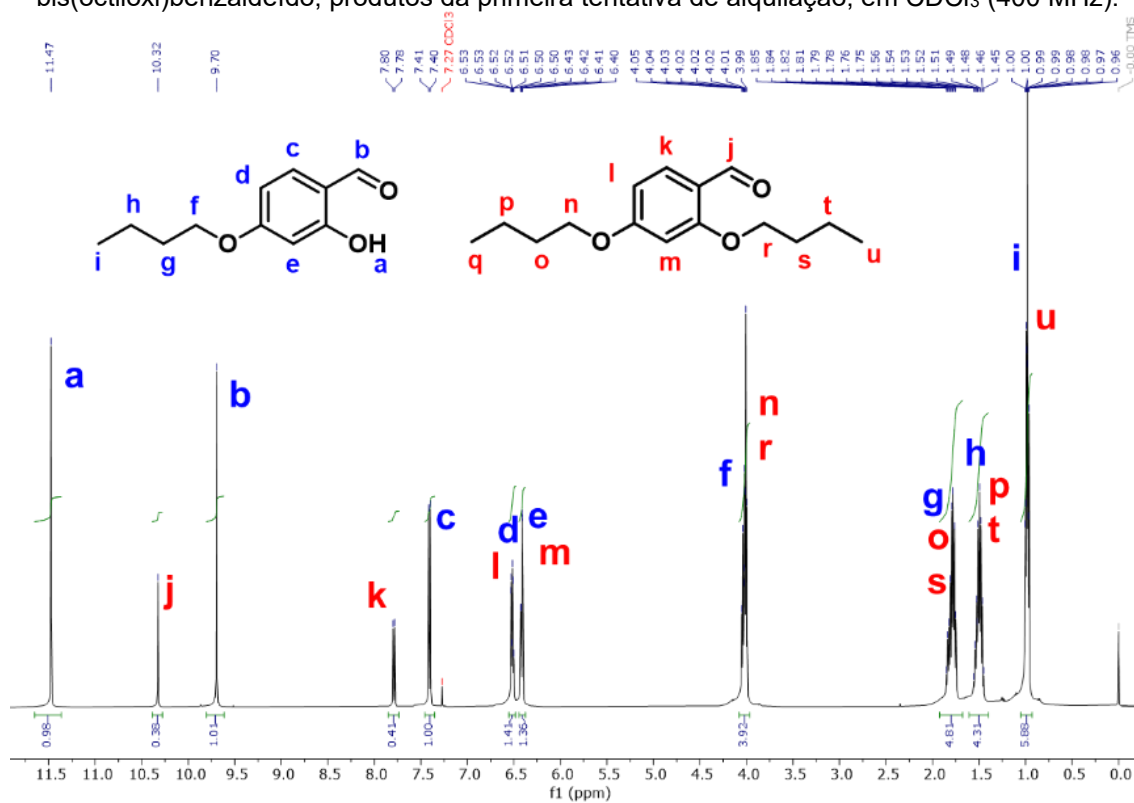 bis(octiloxi)benzaldeído, produtos da primeira tentativa de alquilação, em CDCl₃ (400 MHz).
11.47 10.32 9.70 7.80 7.78 7.41 7.40 7.27 CDCl3 6.53 6.53 6.52 6.52 6.51 6.50 6.50 6.43 6.42 6.41 6.40 4.05 4.04 4.03 4.02 4.02 4.02 4.01 3.99 1.85 1.84 1.82 1.81 1.79 1.78 1.76 1.75 1.56 1.54 1.53 1.52 1.51 1.49 1.48 1.46 1.45 1.00 1.00 0.99 0.99 0.98 0.98 0.97 0.96 -0.00 TMS
c b k j
d l
O O
h f p n t
O OH O O
i g e a q o m r s u
i
u
a
b n
r
f h
g p
c d e o t
l m
j k s
0.98 0.38 1.01 0.41 1.00 1.41 1.36 3.92 4.81 4.31 5.88
11.5 11.0 10.5 10.0 9.5 9.0 8.5 8.0 7.5 7.0 6.5 6.0 5.5 5.0 4.5 4.0 3.5 3.0 2.5 2.0 1.5 1.0 0.5 0.0
f1 (ppm)